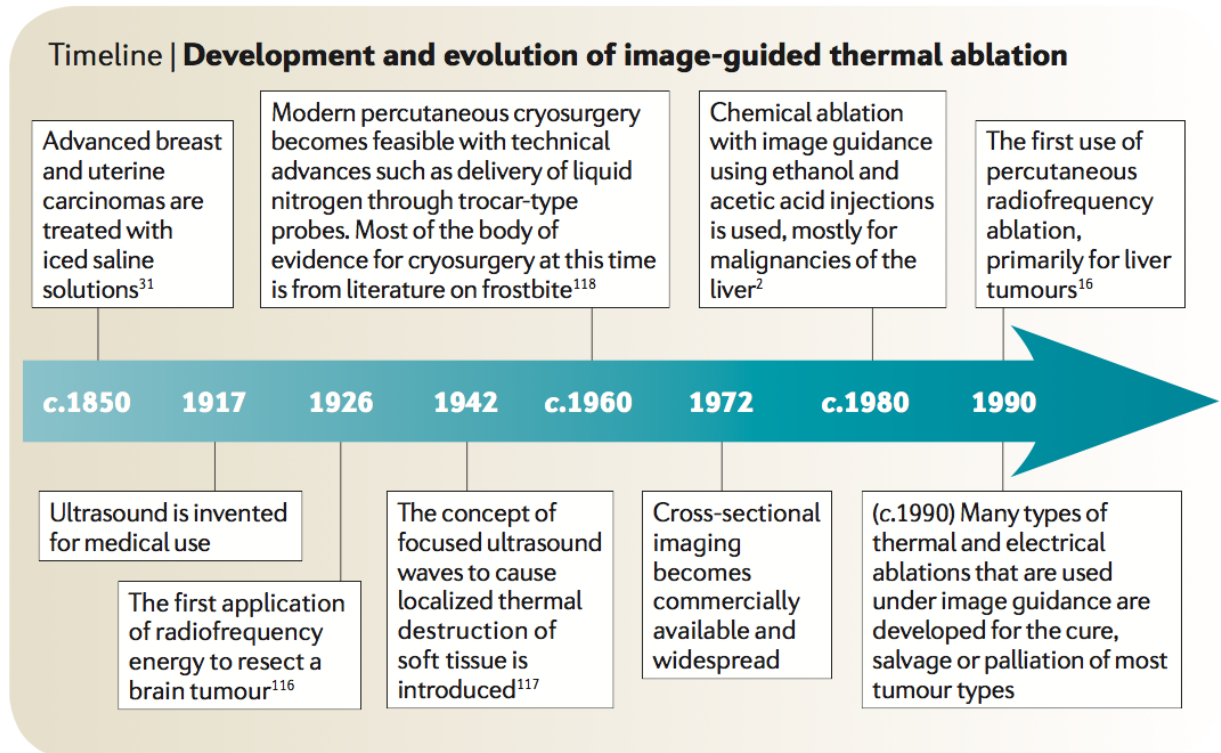 Timeline | Development and evolution of image-guided thermal ablation
Advanced breast
and uterine
carcinomas are
treated with
iced saline
solutions31
Modern percutaneous cryosurgery
becomes feasible with technical
advances such as delivery of liquid
nitrogen through trocar-type
probes. Most of the body of
evidence for cryosurgery at this time
is from literature on frostbite118
Chemical ablation
with image guidance
using ethanol and
acetic acid injections
is used, mostly for
malignancies of the
liver2
The first use of
percutaneous
radiofrequency
ablation,
primarily for liver
tumours16
c.1850 1917 1926 1942 c.1960 1972 c.1980 1990
Ultrasound is invented
for medical use
The first application
of radiofrequency
energy to resect a
brain tumour116
The concept of
focused ultrasound
waves to cause
localized thermal
destruction of
soft tissue is
introduced117
Cross-sectional
imaging
becomes
commercially
available and
widespread
(c.1990) Many types of
thermal and electrical
ablations that are used
under image guidance are
developed for the cure,
salvage or palliation of most
tumour types